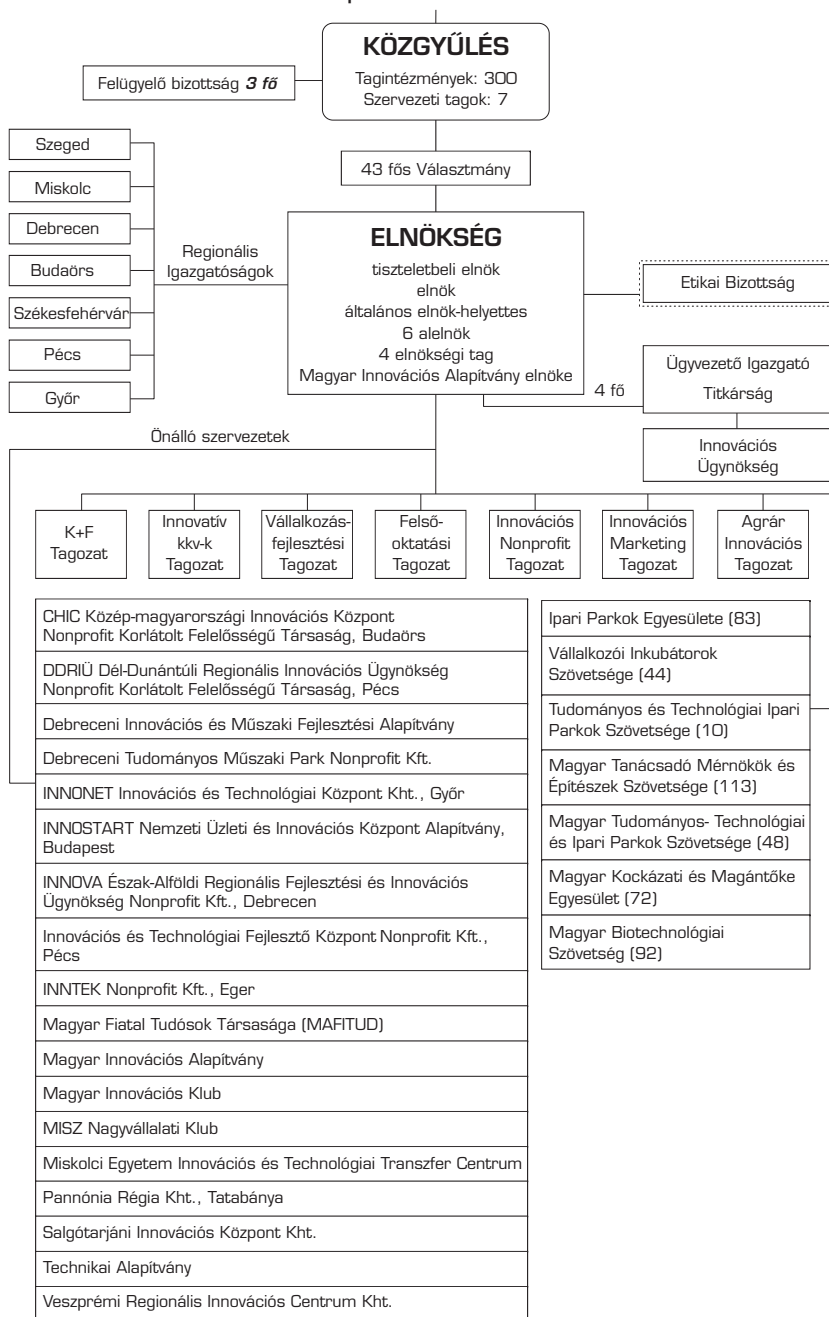 KÖZGYŰLÉS
Tagintézmények: 300
Szervezeti tagok: 7
Felügyelő bizottság 3 fő
43 fős Választmány
Szeged
Miskolc
Debrecen
Budaörs
Székesfehérvár
Pécs
Győr
Regionális
Igazgatóságok
ELNÖKSÉG
tiszteletbeli elnök
elnök
általános elnök-helyettes
6 alelnök
4 elnökségi tag
Magyar Innovációs Alapítvány elnöke
Etikai Bizottság
4 fő
Ügyvezető Igazgató
Titkárság
Innovációs
Ügynökség
Önálló szervezetek
K+F
Tagozat
Innovatív
kkv-k
Tagozat
Vállalkozás-
fejlesztési
Tagozat
Felső-
oktatási
Tagozat
Innovációs
Nonprofit
Tagozat
Innovációs
Marketing
Tagozat
Agrár
Innovációs
Tagozat
CHIC Közép-magyarországi Innovációs Központ
Nonprofit Korlátolt Felelősségű Társaság, Budaörs
DDRIÜ Dél-Dunántúli Regionális Innovációs Ügynökség
Nonprofit Korlátolt Felelősségű Társaság, Pécs
Debreceni Innovációs és Műszaki Fejlesztési Alapítvány
Debreceni Tudományos Műszaki Park Nonprofit Kft.
INNONET Innovációs és Technológiai Központ Kht., Győr
INNOSTART Nemzeti Üzleti és Innovációs Központ Alapítvány,
Budapest
INNOVA Észak-Alföldi Regionális Fejlesztési és Innovációs
Ügynökség Nonprofit Kft., Debrecen
Innovációs és Technológiai Fejlesztő Központ Nonprofit Kft.,
Pécs
INNTEK Nonprofit Kft., Eger
Magyar Fiatal Tudósok Társasága (MAFITUD)
Magyar Innovációs Alapítvány
Magyar Innovációs Klub
MISZ Nagyvállalati Klub
Miskolci Egyetem Innovációs és Technológiai Transzfer Centrum
Pannónia Régia Kht., Tatabánya
Salgótarjáni Innovációs Központ Kht.
Technikai Alapítvány
Veszprémi Regionális Innovációs Centrum Kht.
Ipari Parkok Egyesülete (83)
Vállalkozói Inkubátorok
Szövetsége (44)
Tudományos és Technológiai Ipari
Parkok Szövetsége (10)
Magyar Tanácsadó Mérnökök és
Építészek Szövetsége (113)
Magyar Tudományos- Technológiai
és Ipari Parkok Szövetsége (48)
Magyar Kockázati és Magántőke
Egyesület (72)
Magyar Biotechnológiai
Szövetség (92)